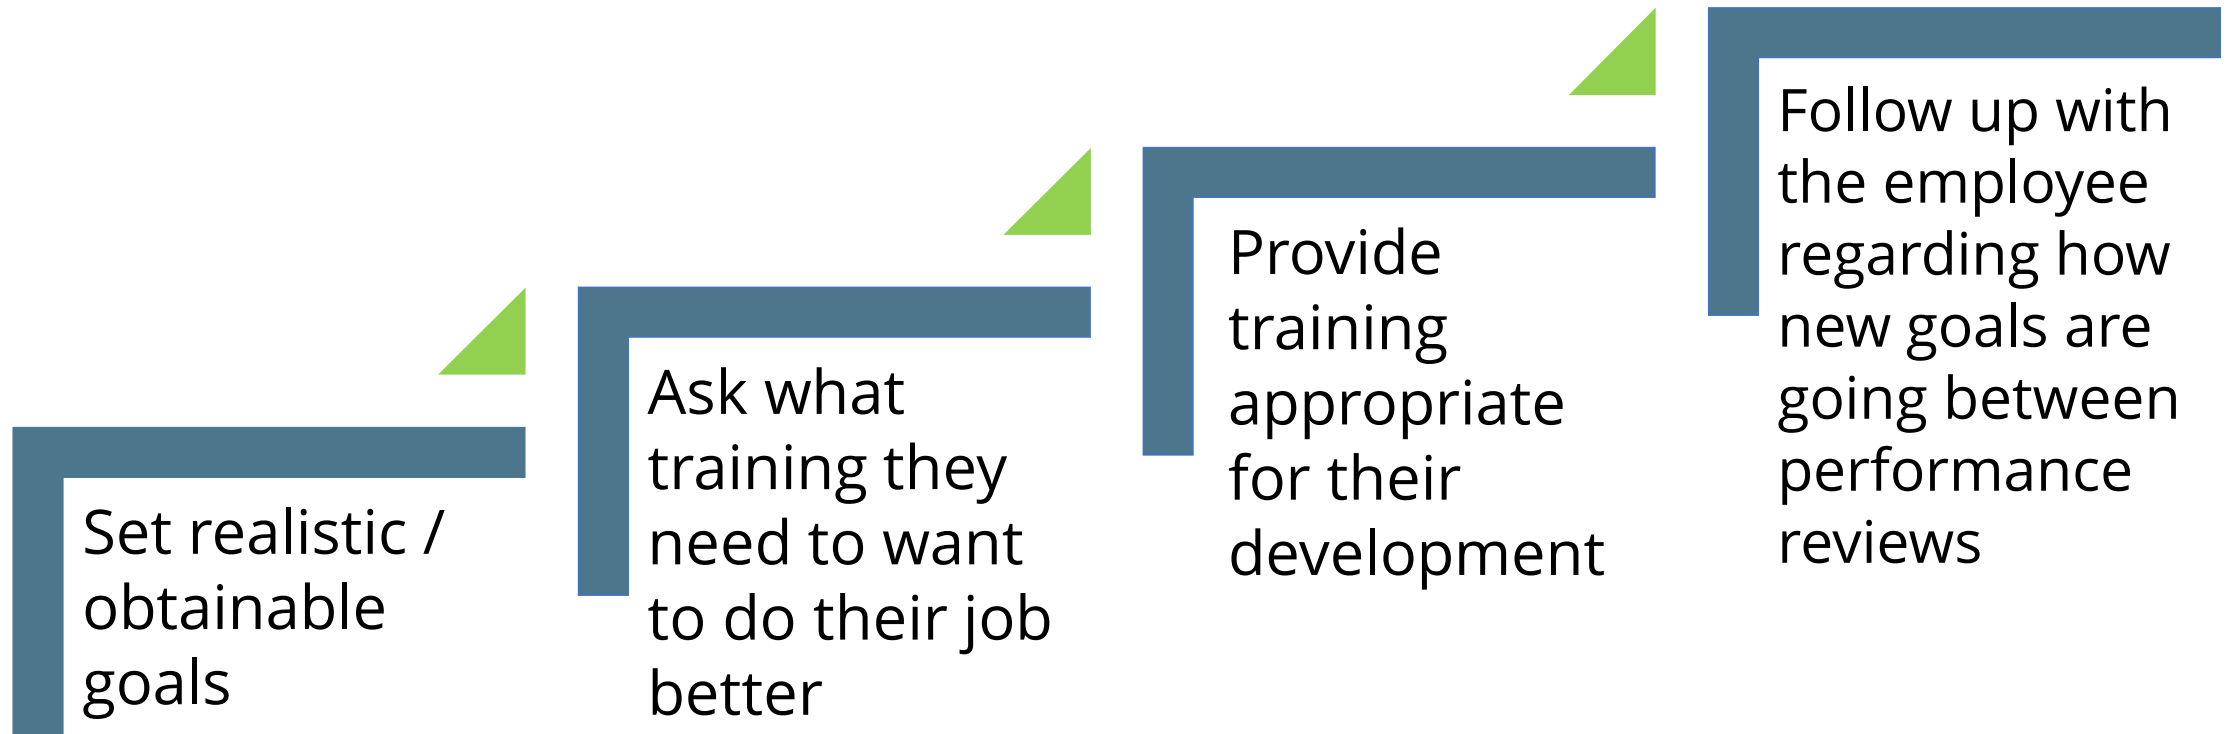 Set realistic /
obtainable
goals
Ask what
training they
need to want
to do their job
better
Provide
training
appropriate
for their
development
Follow up with
the employee
regarding how
new goals are
going between
performance
reviews